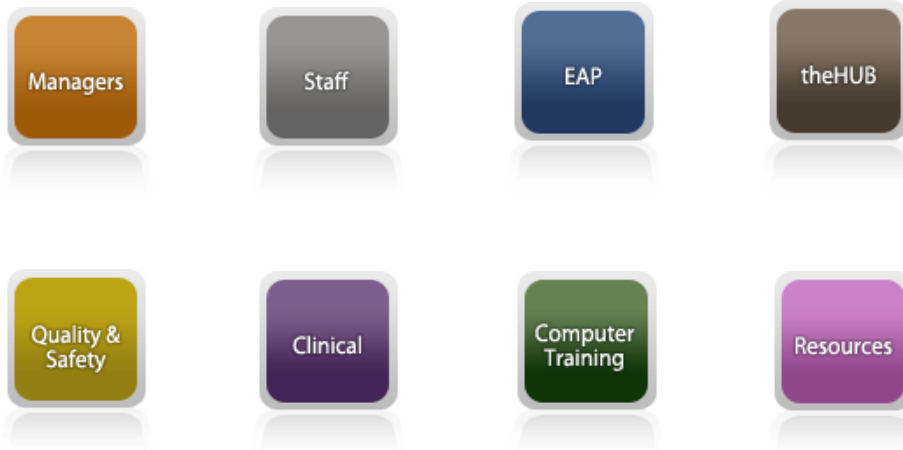 Managers
Staff
EAP
theHUB
Quality &
Safety
Clinical
Computer
Training
Resources